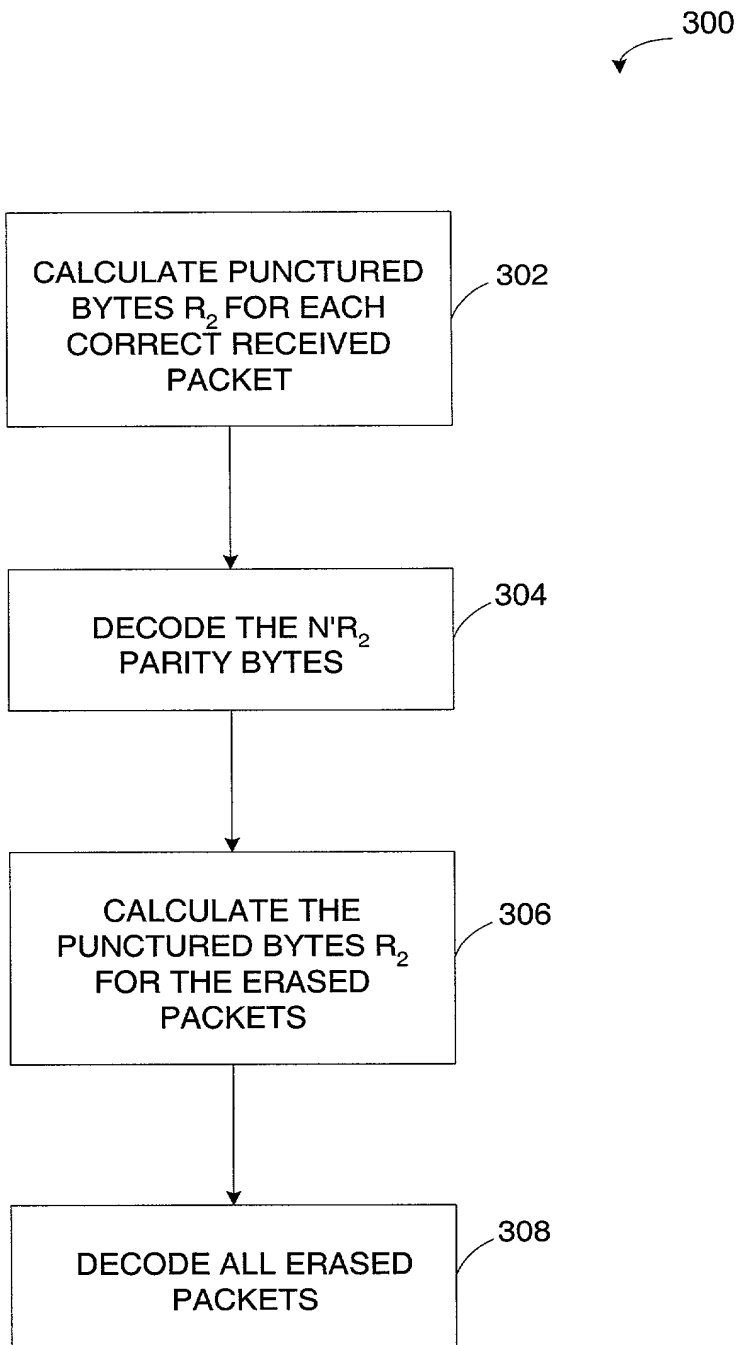 300
CALCULATE PUNCTURED
BYTES R₂ FOR EACH
CORRECT RECEIVED
PACKET
302
DECODE THE N'R₂
PARITY BYTES
304
CALCULATE THE
PUNCTURED BYTES R₂
FOR THE ERASED
PACKETS
306
DECODE ALL ERASED
PACKETS
308